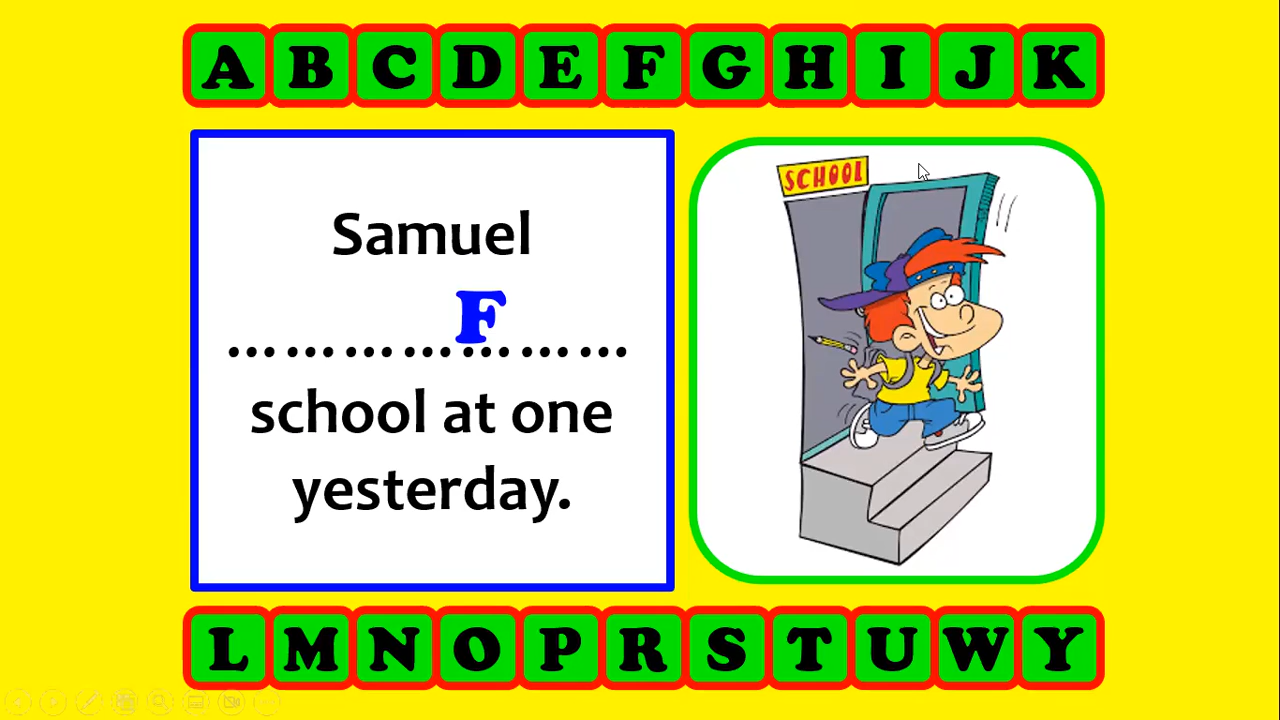 A B C D E F G H I J K
SCHOOL
Samuel
F
.....................
school at one
yesterday.
L M N O P R S T U W Y